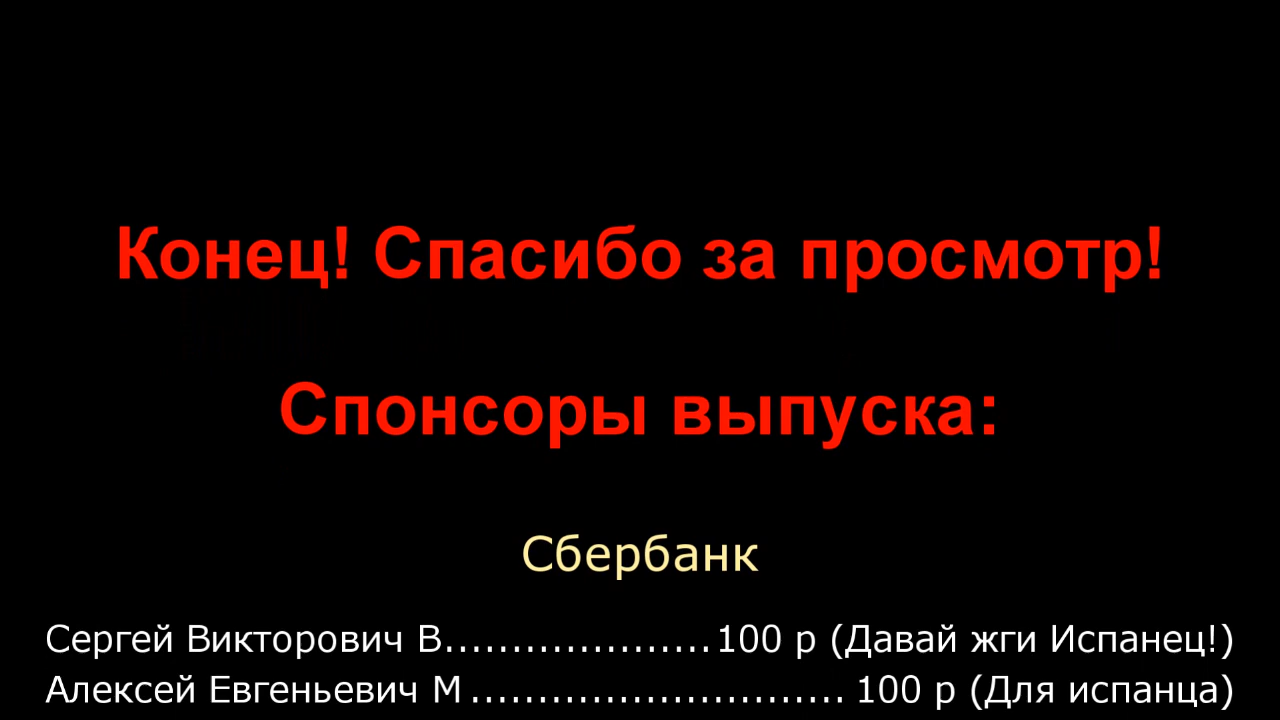 Конец! Спасибо за просмотр!
Спонсоры выпуска:
Сбербанк
Сергей Викторович В.................... 100 р (Давай жги Испанец!)
Алексей Евгеньевич М ............................ 100 р (Для испанца)